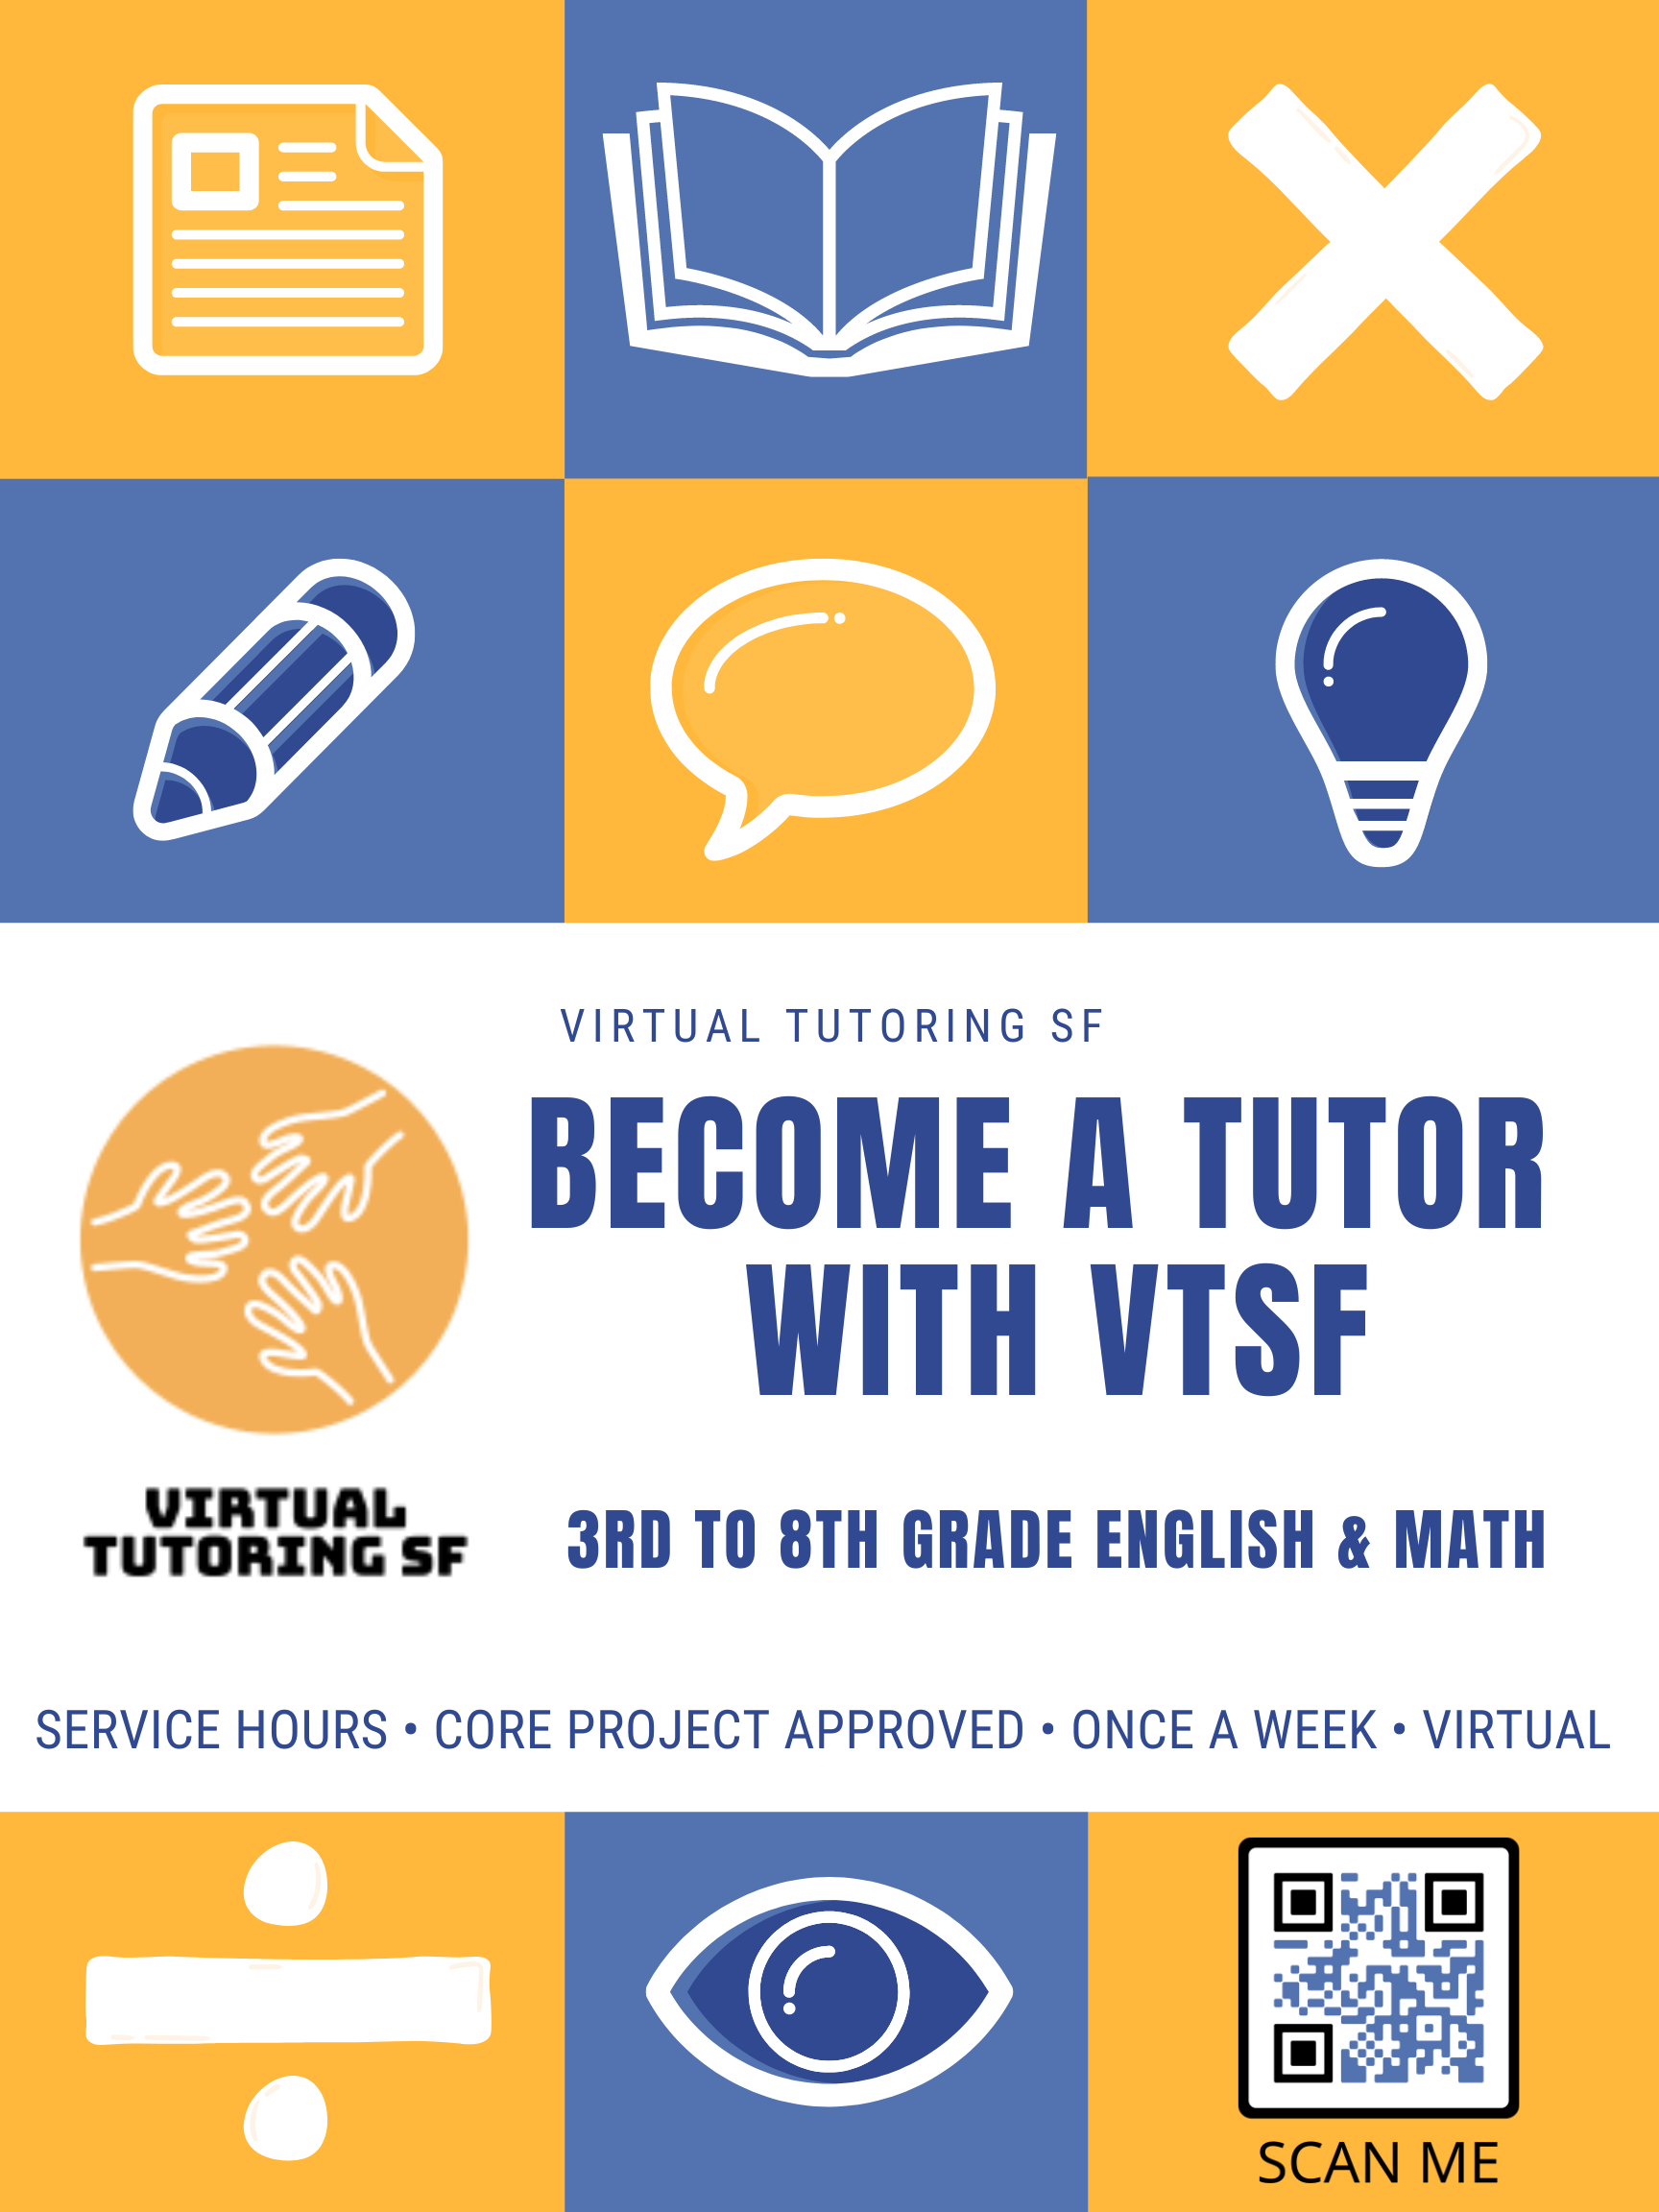 VIRTUAL TUTORING SF
BECOME A TUTOR
WITH VTSF
VIRTUAL
TUTORING SF
3RD TO 8TH GRADE ENGLISH & MATH
SERVICE HOURS • CORE PROJECT APPROVED • ONCE A WEEK • VIRTUAL
SCAN ME